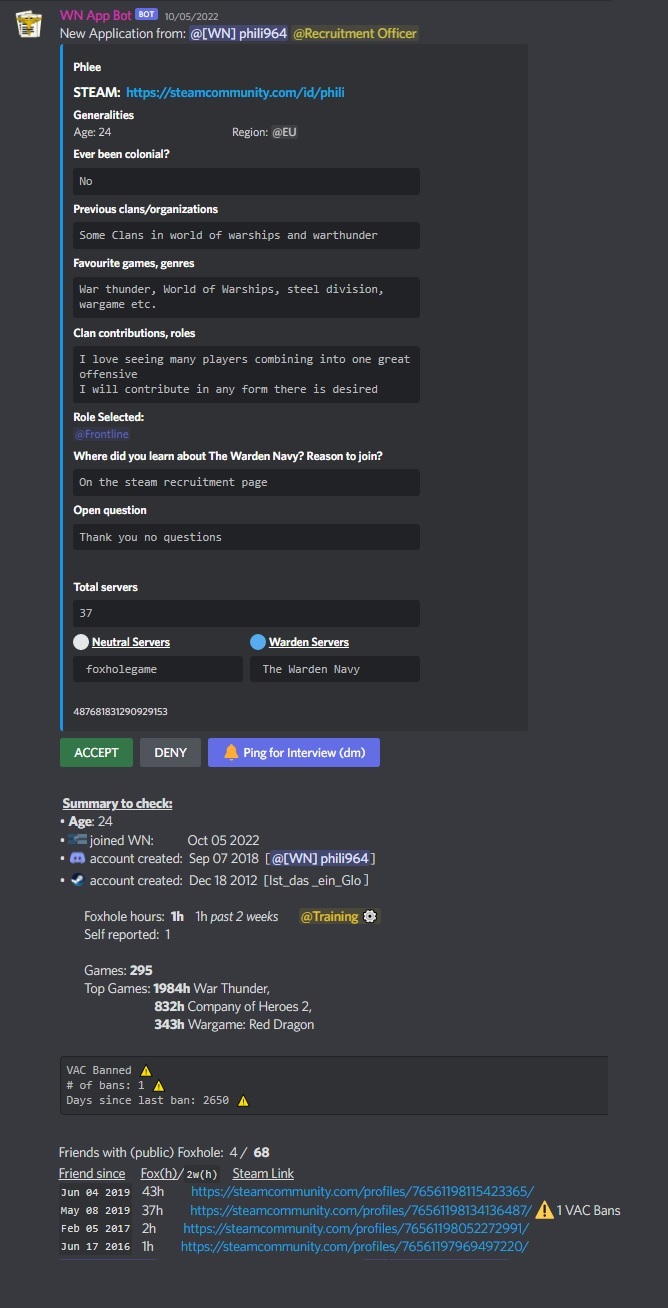 WN App Bot BOT 10/05/2022
New Application from: @[WN] phili964 @Recruitment Officer
Phlee
STEAM: https://steamcommunity.com/id/phili
Generalities
Age: 24 Region: @EU
Ever been colonial?
No
Previous clans/organizations
Some Clans in world of warships and warthunder
Favourite games, genres
War thunder, World of Warships, steel division,
wargame etc.
Clan contributions, roles
I love seeing many players combining into one great
offensive
I will contribute in any form there is desired
Role Selected:
@Frontline
Where did you learn about The Warden Navy? Reason to join?
On the steam recruitment page
Open question
Thank you no questions
Total servers
37
Neutral Servers Warden Servers
foxholegame The Warden Navy
487681831290929153
ACCEPT DENY Ping for Interview (dm)
Summary to check:
• Age: 24
• joined WN: Oct 05 2022
• account created: Sep 07 2018 [@[WN] phili964]
• account created: Dec 18 2012 [Ist_das _ein_Glo ]
Foxhole hours: 1h 1h past 2 weeks @Training
Self reported: 1
Games: 295
Top Games: 1984h War Thunder,
832h Company of Heroes 2,
343h Wargame: Red Dragon
VAC Banned
# of bans: 1
Days since last ban: 2650
Friends with (public) Foxhole: 4 / 68
Friend since Fox(h)/ 2w(h) Steam Link
Jun 04 2019 43h https://steamcommunity.com/profiles/76561198115423365/
May 08 2019 37h https://steamcommunity.com/profiles/76561198134136487/ 1 VAC Bans
Feb 05 2017 2h https://steamcommunity.com/profiles/76561198052272991/
Jun 17 2016 1h https://steamcommunity.com/profiles/76561197969497220/